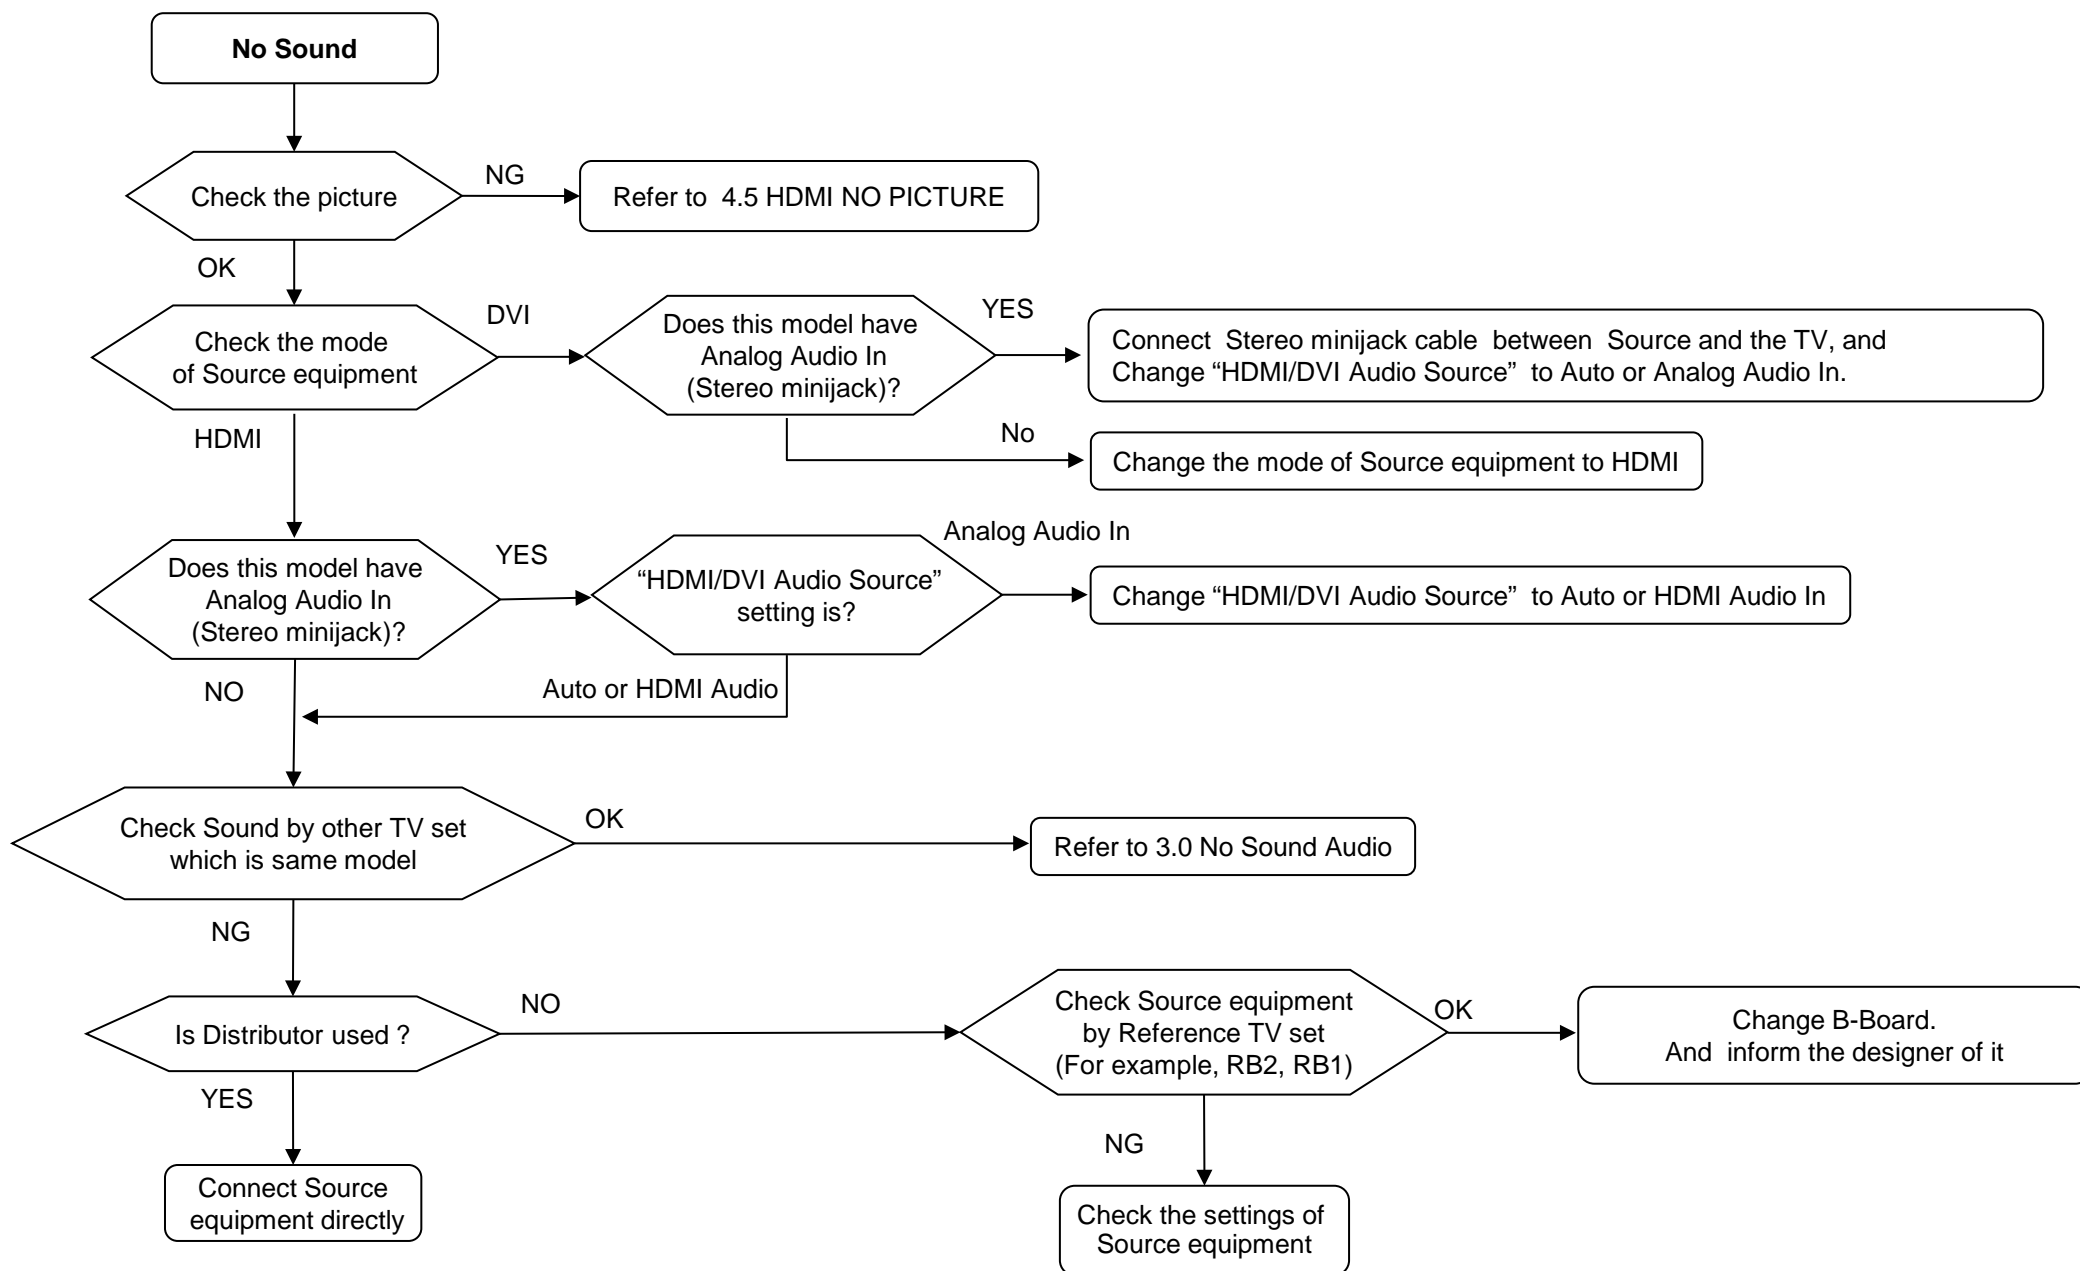 No Sound
Check the picture
NG
Refer to 4.5 HDMI NO PICTURE
OK
Check the mode
of Source equipment
DVI
Does this model have
Analog Audio In
(Stereo minijack)?
YES
Connect Stereo minijack cable between Source and the TV, and
Change “HDMI/DVI Audio Source” to Auto or Analog Audio In.
No
Change the mode of Source equipment to HDMI
HDMI
Does this model have
Analog Audio In
(Stereo minijack)?
YES
“HDMI/DVI Audio Source”
setting is?
Analog Audio In
Change “HDMI/DVI Audio Source” to Auto or HDMI Audio In
Auto or HDMI Audio
NO
Check Sound by other TV set
which is same model
OK
Refer to 3.0 No Sound Audio
NG
Is Distributor used ?
NO
Check Source equipment
by Reference TV set
(For example, RB2, RB1)
OK
Change B-Board.
And inform the designer of it
YES
Connect Source
equipment directly
NG
Check the settings of
Source equipment